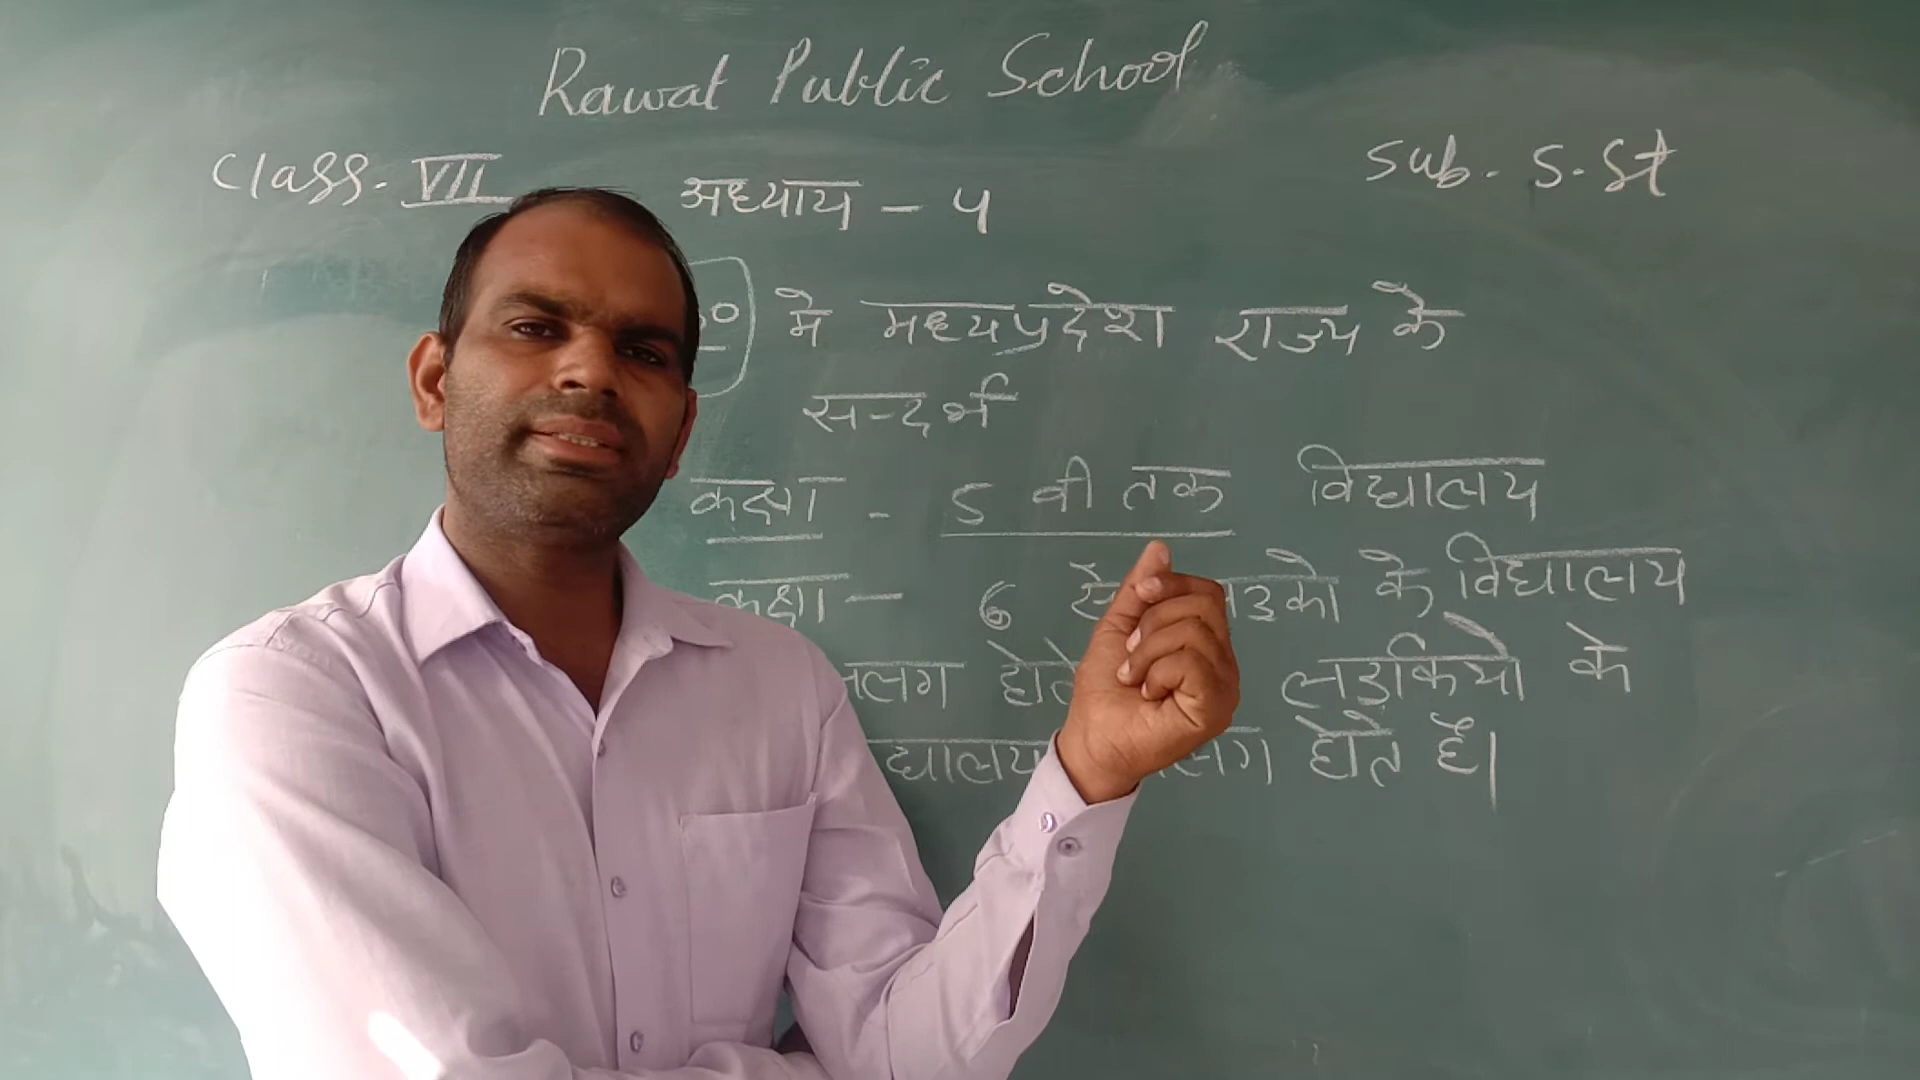 Rawat Public School
Class. VII
Sub. S.St
अध्याय - ५
में मध्यप्रदेश राज्य के
सन्दर्भ
कक्षा - 5 वी तक विद्यालय
कक्षा - 6 से के विद्यालय
लड़कियो के
होते है।